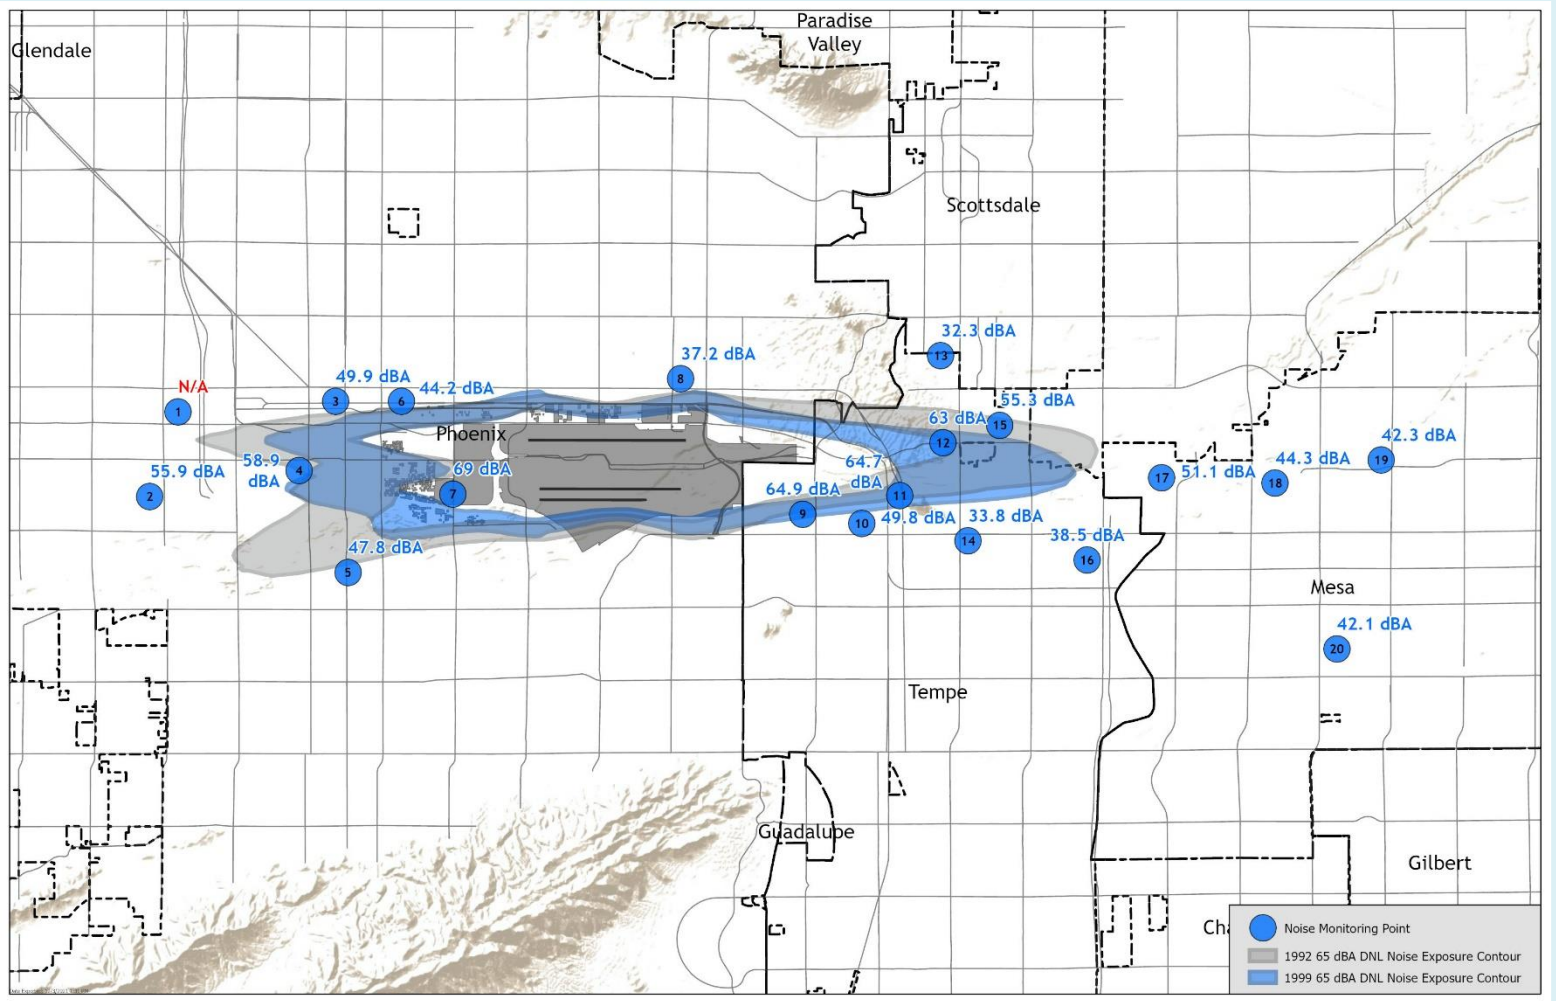 Paradise
Valley
Glendale
Scottsdale
32.3 dBA
13
37.2 dBA
8
N/A
1
49.9 dBA
3
44.2 dBA
6
55.3 dBA
15
63 dBA
12
Phoenix
58.9
dBA
4
55.9 dBA
2
69 dBA
7
64.7
dBA
11
64.9 dBA
9
49.8 dBA
10
33.8 dBA
14
38.5 dBA
16
51.1 dBA
17
44.3 dBA
18
42.3 dBA
19
47.8 dBA
5
Mesa
42.1 dBA
20
Tempe
Guadalupe
Gilbert
Ch
Noise Monitoring Point
1992 65 dBA DNL Noise Exposure Contour
1999 65 dBA DNL Noise Exposure Contour